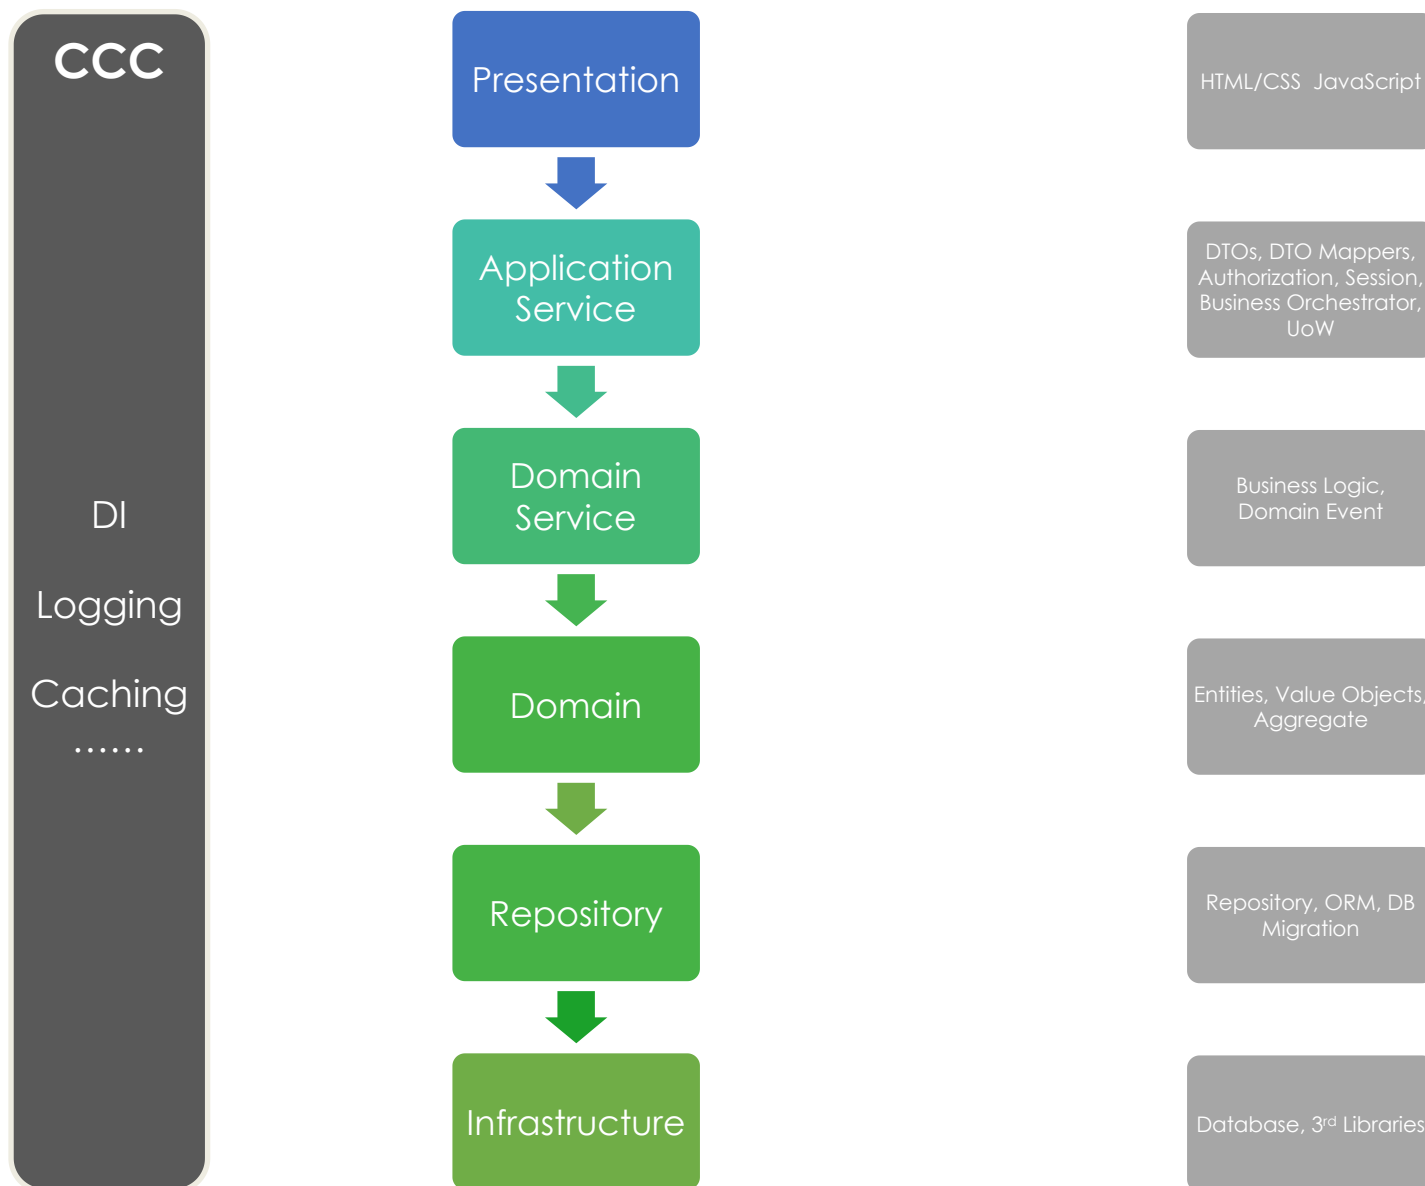 CCC
DI
Logging
Caching
......
Presentation
Application
Service
Domain
Service
Domain
Repository
Infrastructure
HTML/CSS  JavaScript
DTOs, DTO Mappers,
Authorization, Session,
Business Orchestrator,
UoW
Business Logic,
Domain Event
Entities, Value Objects,
Aggregate
Repository, ORM, DB
Migration
Database, 3rd Libraries